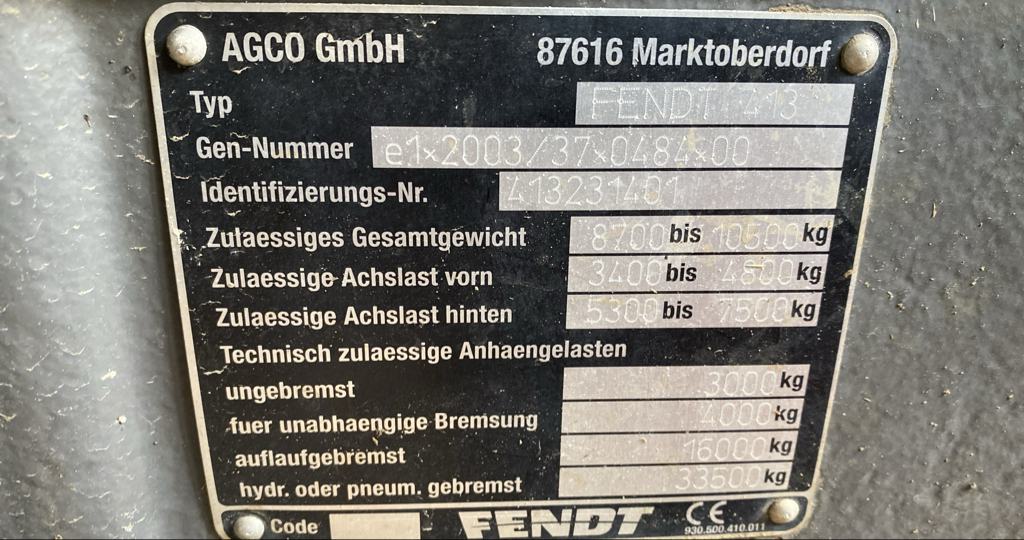 AGCO GmbH 87616 Marktoberdorf
Typ FENDT 413
Gen-Nummer e1*2003/37*0484*00
Identifizierungs-Nr. 413231401
Zulaessiges Gesamtgewicht 8700 bis 10500 kg
Zulaessige Achslast vorn 3400 bis 4800 kg
Zulaessige Achslast hinten 5300 bis 7500 kg
Technisch zulaessige Anhaengelasten
ungebremst 3000 kg
fuer unabhaengige Bremsung 4000 kg
auflaufgebremst 16000 kg
hydr. oder pneum. gebremst 33500 kg
Code FENDT CE
930.500.410.011